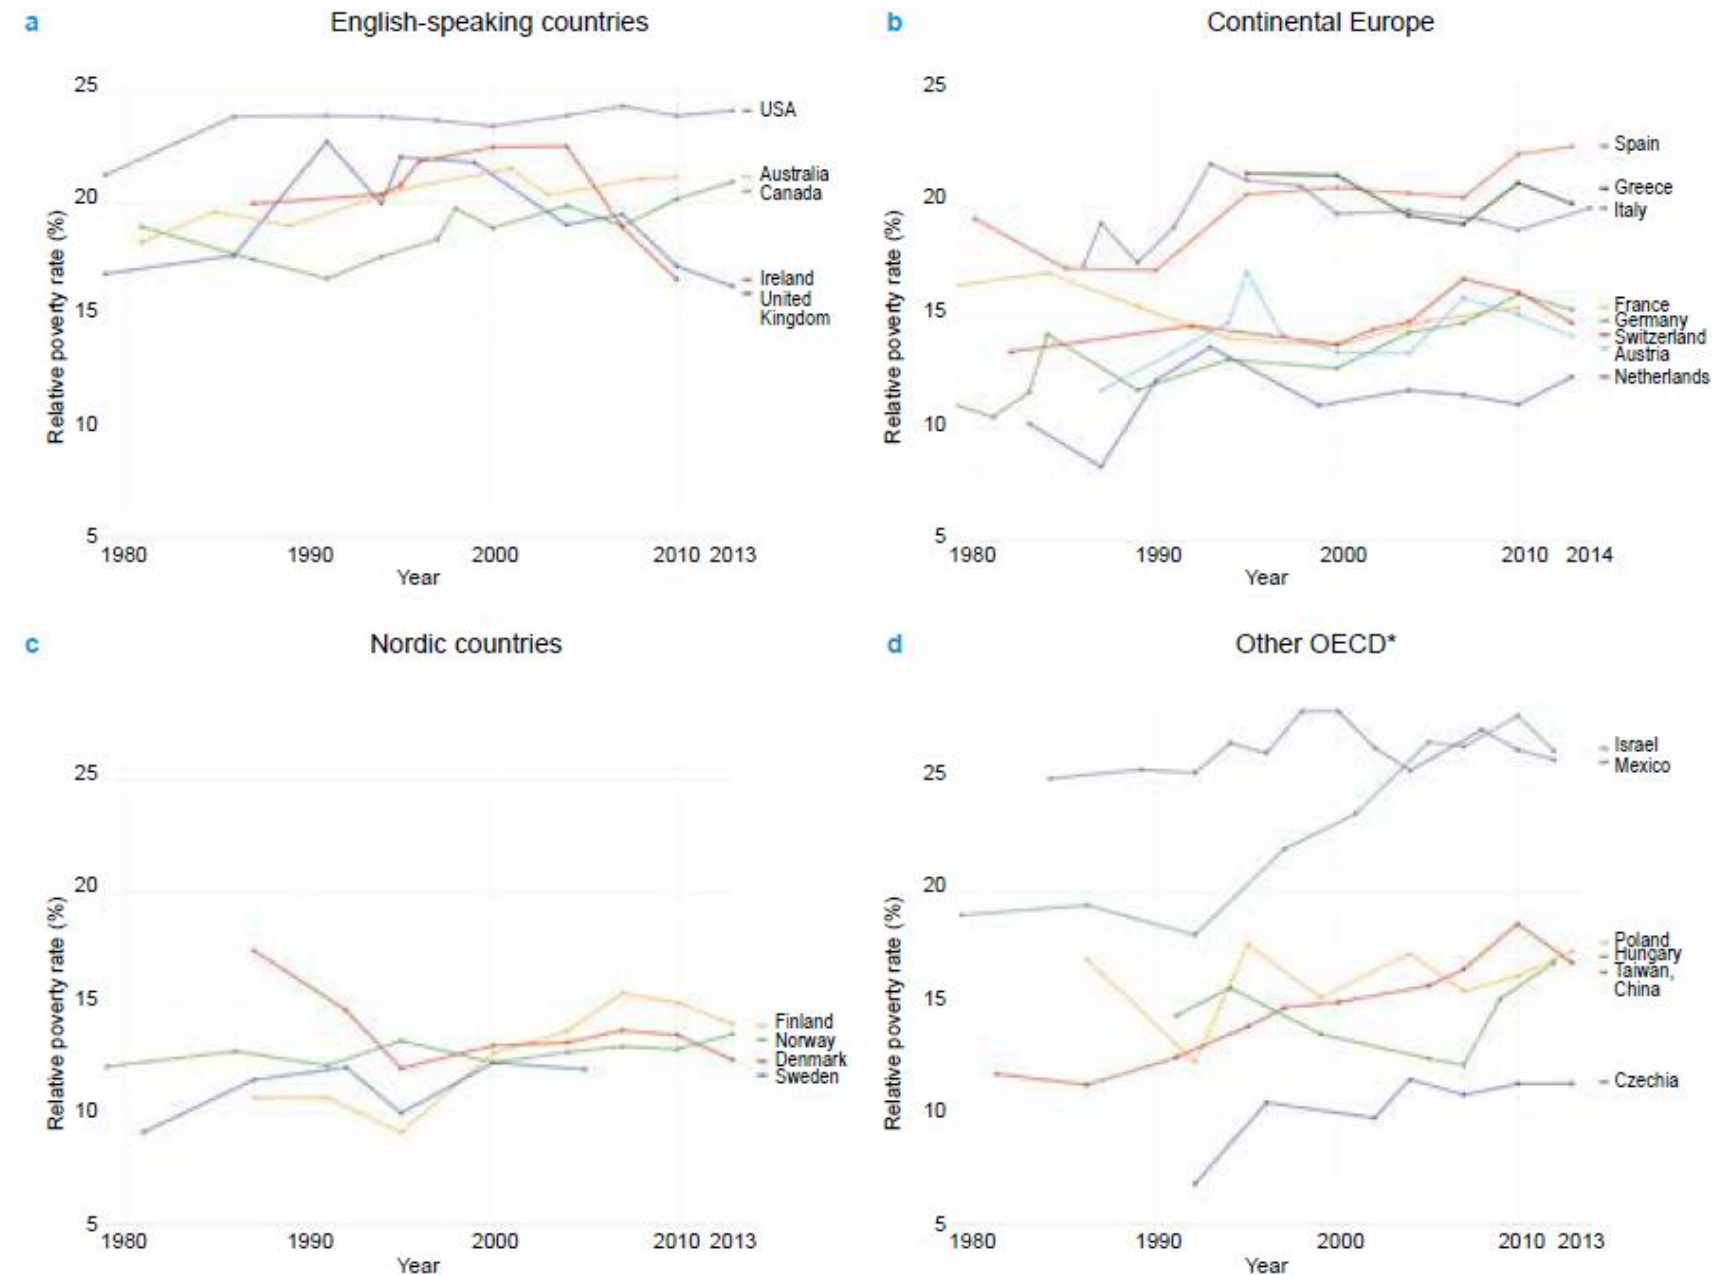 a
English-speaking countries
25
20
15
10
5
Relative poverty rate (%)
USA
Australia
Canada
Ireland
United
Kingdom
1980 1990 2000 2010 2013
Year
b
Continental Europe
25
20
15
10
5
Relative poverty rate (%)
Spain
Greece
Italy
France
Germany
Switzerland
Austria
Netherlands
1980 1990 2000 2010 2014
Year
c
Nordic countries
25
20
15
10
5
Relative poverty rate (%)
Finland
Norway
Denmark
Sweden
1980 1990 2000 2010 2013
Year
d
Other OECD*
25
20
15
10
5
Relative poverty rate (%)
Israel
Mexico
Poland
Hungary
Taiwan,
China
Czechia
1980 1990 2000 2010 2013
Year